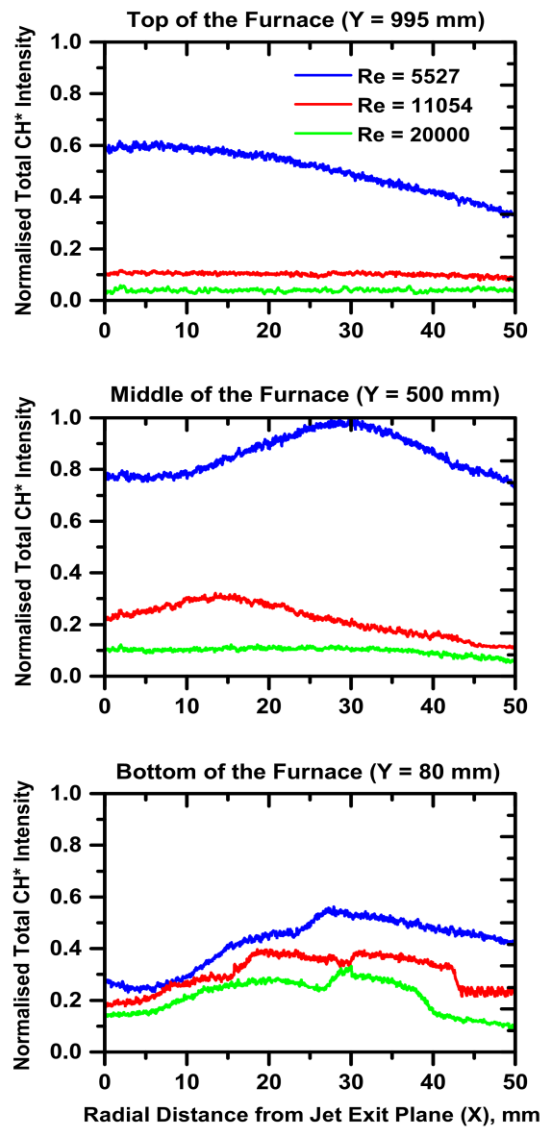 Top of the Furnace (Y = 995 mm)
Normalised Total CH* Intensity
1.0
0.8
0.6
0.4
0.2
0.0
Re = 5527
Re = 11054
Re = 20000
0 10 20 30 40 50
Middle of the Furnace (Y = 500 mm)
Normalised Total CH* Intensity
1.0
0.8
0.6
0.4
0.2
0.0
0 10 20 30 40 50
Bottom of the Furnace (Y = 80 mm)
Normalised Total CH* Intensity
1.0
0.8
0.6
0.4
0.2
0.0
0 10 20 30 40 50
Radial Distance from Jet Exit Plane (X), mm